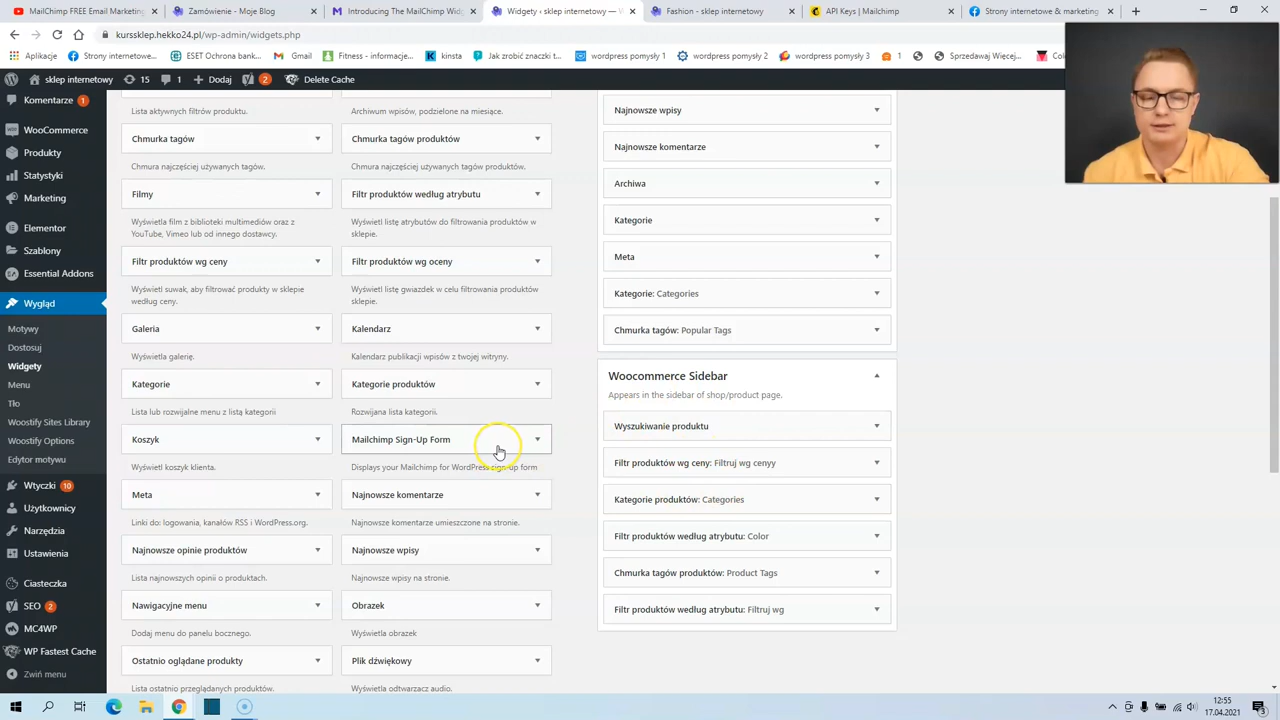 MailChimp FREE Email Marketing
Zamówienie - Moje Blog
Introducing The Widget MC4W
Widgety ‹ sklep internetowy — W
Fashion - sklep internetowy
API Keys | Mailchimp
Strony internetowe & marketing
kurssklep.hekko24.pl/wp-admin/widgets.php
Aplikacje
Strony internetowe...
ESET Ochrona bank...
YT
Gmail
Fitness - informacje...
kinsta
Jak zrobić znaczki t...
wordpress pomysły 1
wordpress pomysły 2
wordpress pomysły 3
1
Sprzedawaj Więcej...
sklep internetowy
15
1
Dodaj
2
Delete Cache
Komentarze 1
WooCommerce
Produkty
Statystyki
Marketing
Elementor
Szablony
Essential Addons
Wygląd
Motywy
Dostosuj
Widgety
Menu
Tło
Woostify Sites Library
Woostify Options
Edytor motywu
Wtyczki 10
Użytkownicy
Narzędzia
Ustawienia
Ciasteczka
SEO 2
MC4WP
WP Fastest Cache
Zwiń menu
Lista aktywnych filtrów produktu.
Archiwum wpisów, podzielone na miesiące.
Chmurka tagów
Chmurka tagów produktów
Chmura najczęściej używanych tagów.
Chmura najczęściej używanych tagów produktów.
Filmy
Filtr produktów według atrybutu
Wyświetla film z biblioteki multimediów oraz z
YouTube, Vimeo lub od innego dostawcy.
Wyświetl listę atrybutów do filtrowania produktów w
sklepie.
Filtr produktów wg ceny
Filtr produktów wg oceny
Wyświetl suwak, aby filtrować produkty w sklepie
według ceny.
Wyświetl listę gwiazdek w celu filtrowania produktów
sklepie.
Galeria
Kalendarz
Wyświetla galerię.
Kalendarz publikacji wpisów z twojej witryny.
Kategorie
Kategorie produktów
Lista lub rozwijalne menu z listą kategorii
Rozwijana lista kategorii.
Koszyk
Mailchimp Sign-Up Form
Wyświetl koszyk klienta.
Displays your Mailchimp for WordPress sign-up form
Meta
Najnowsze komentarze
Linki do: logowania, kanałów RSS i WordPress.org.
Najnowsze komentarze umieszczone na stronie.
Najnowsze opinie produktów
Najnowsze wpisy
Lista najnowszych opinii o produktach.
Najnowsze wpisy na stronie.
Nawigacyjne menu
Obrazek
Dodaj menu do panelu bocznego.
Wyświetla obrazek
Ostatnio oglądane produkty
Plik dźwiękowy
Lista ostatnio przeglądanych produktów.
Wyświetla odtwarzacz audio.
Najnowsze wpisy
Najnowsze komentarze
Archiwa
Kategorie
Meta
Kategorie: Categories
Chmurka tagów: Popular Tags
Woocommerce Sidebar
Appears in the sidebar of shop/product page.
Wyszukiwanie produktu
Filtr produktów wg ceny: Filtruj wg cenyy
Kategorie produktów: Categories
Filtr produktów według atrybutu: Color
Chmurka tagów produktów: Product Tags
Filtr produktów według atrybutu: Filtruj wg
12:55
17.04.2021
3